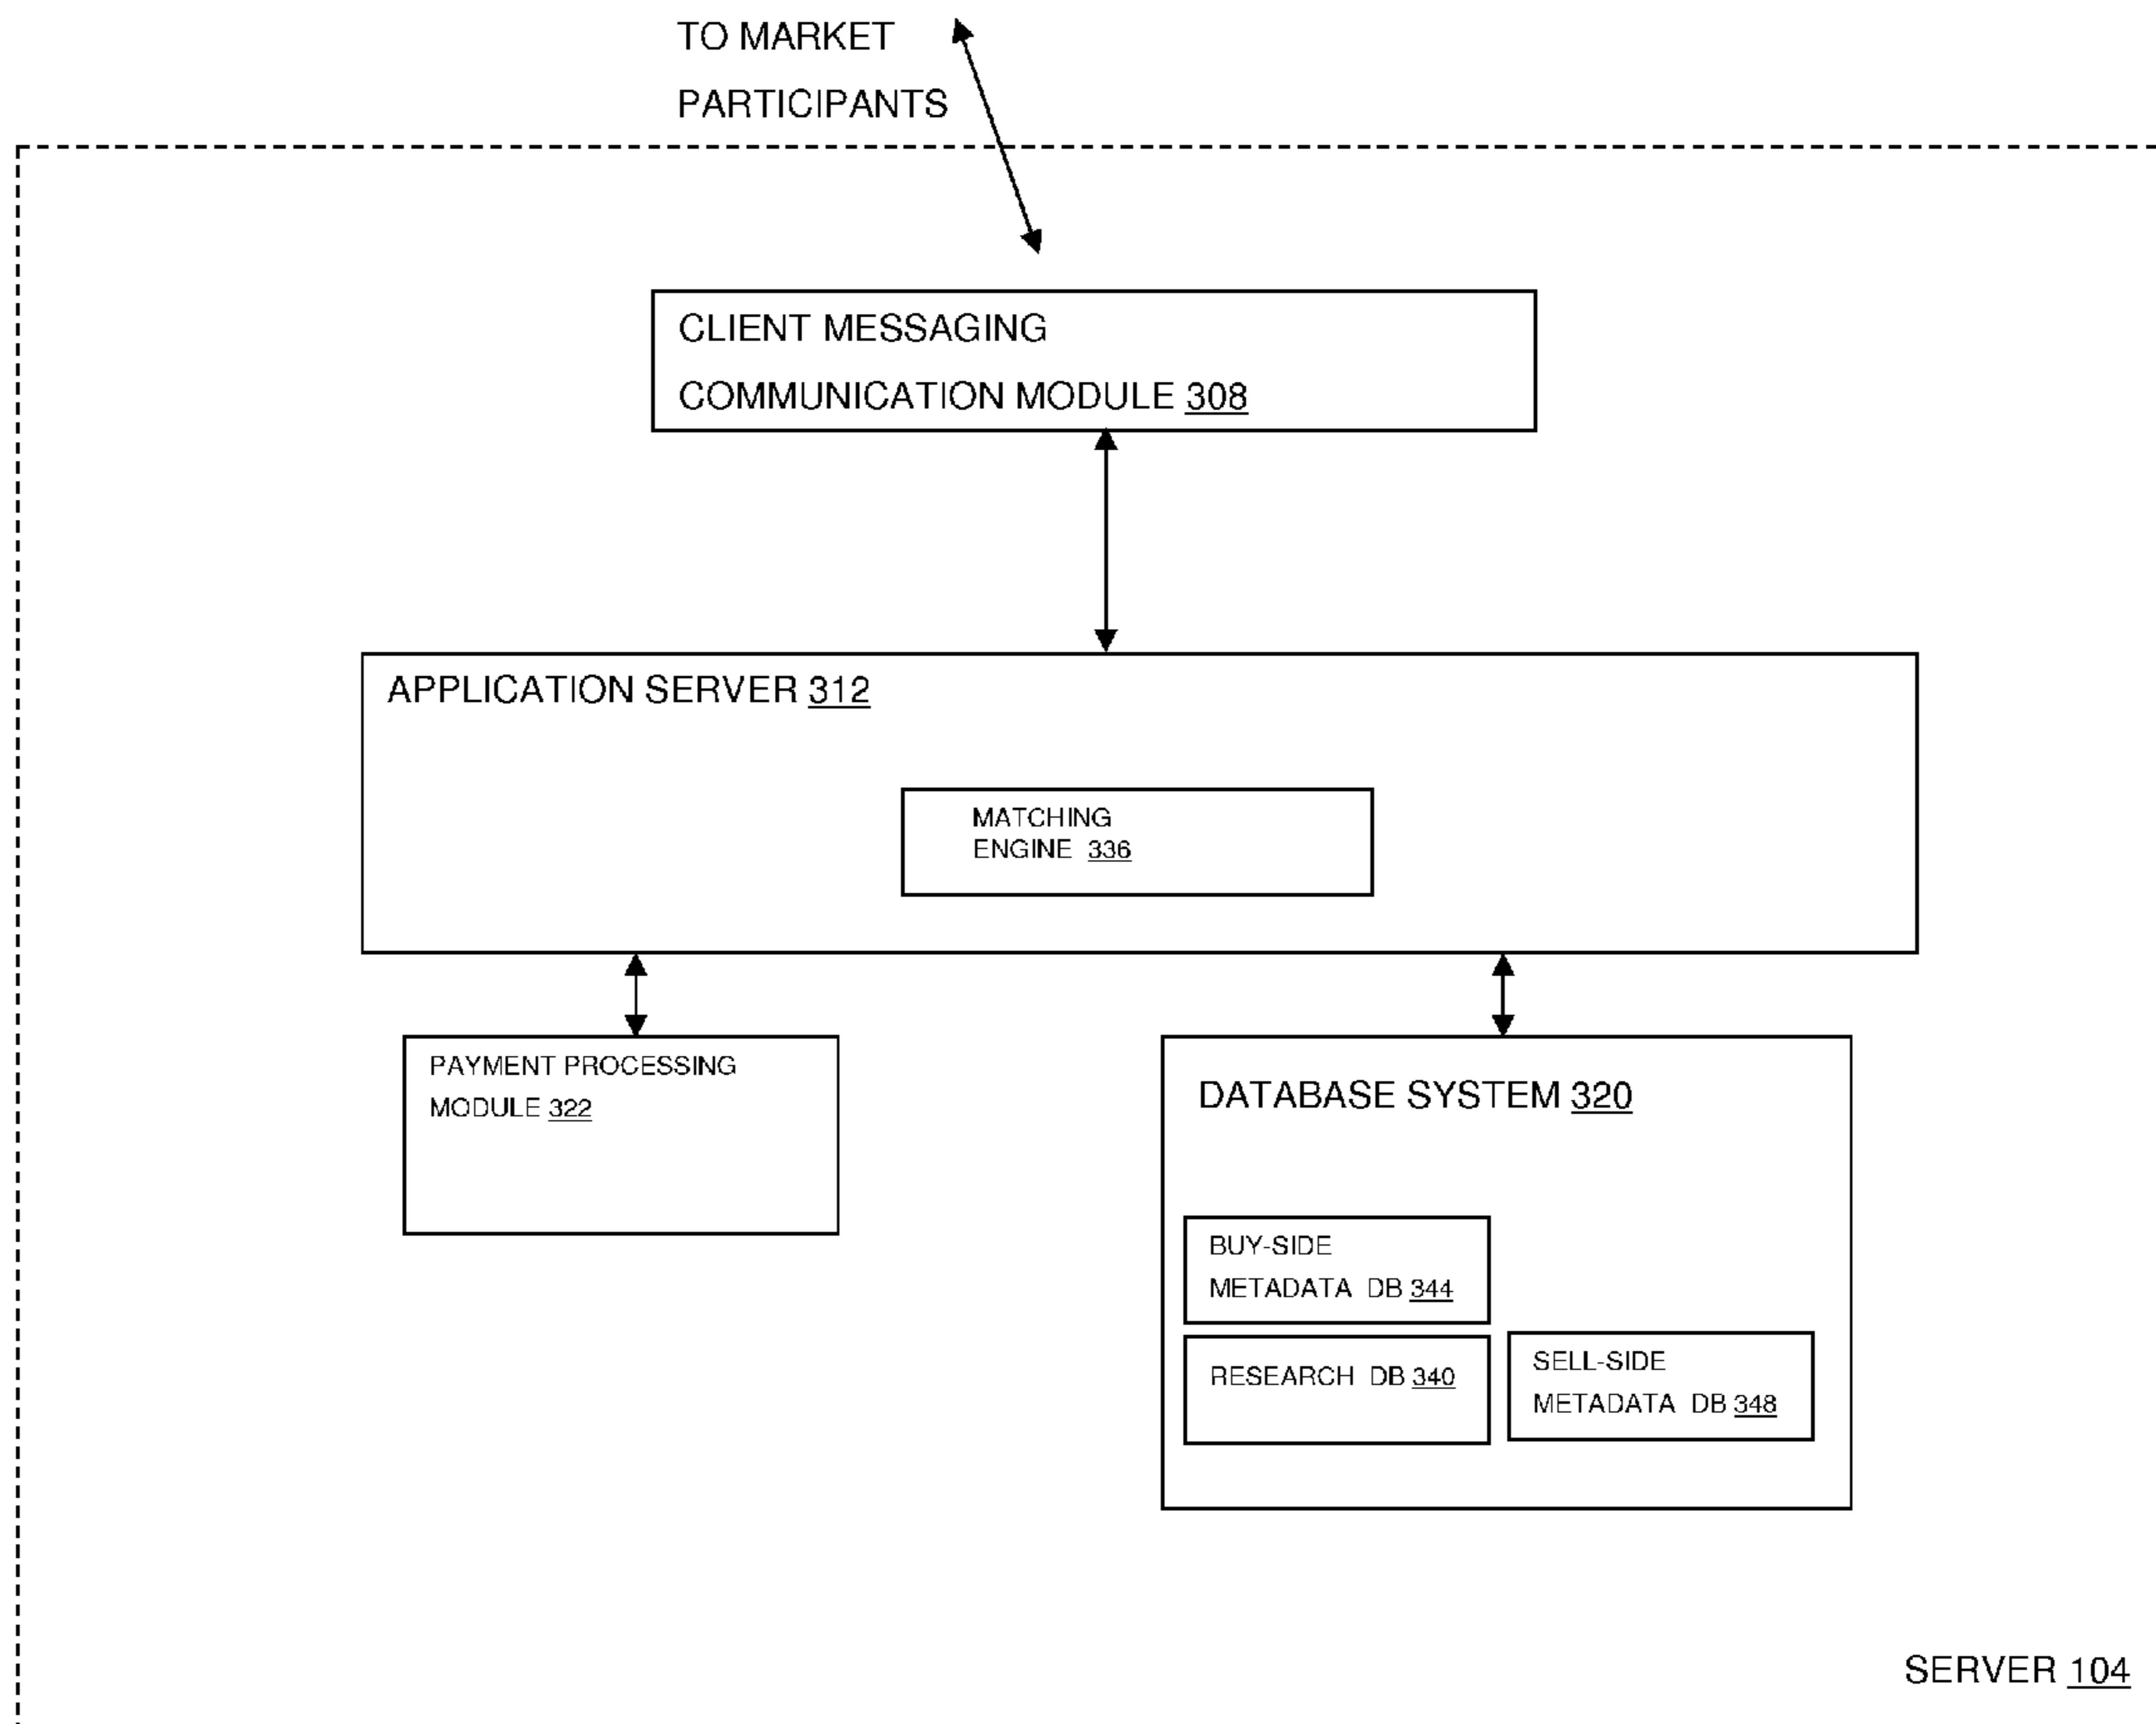 TO MARKET
PARTICIPANTS
CLIENT MESSAGING
COMMUNICATION MODULE 308
APPLICATION SERVER 312
MATCHING
ENGINE 336
PAYMENT PROCESSING
MODULE 322
DATABASE SYSTEM 320
BUY-SIDE
METADATA DB 344
RESEARCH DB 340
SELL-SIDE
METADATA DB 348
SERVER 104